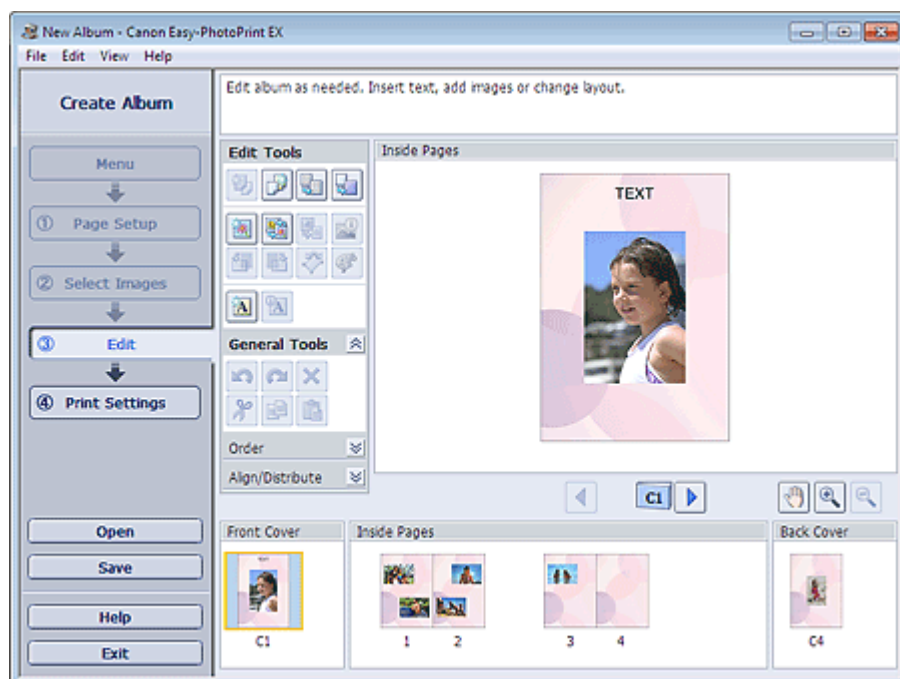 New Album - Canon Easy-PhotoPrint EX
File Edit View Help
Create Album
Edit album as needed. Insert text, add images or change layout.
Menu
① Page Setup
② Select Images
③ Edit
④ Print Settings
Open
Save
Help
Exit
Edit Tools
A
A
General Tools
Order
Align/Distribute
Inside Pages
TEXT
C1
Front Cover
TEXT
C1
Inside Pages
1 2 3 4
Back Cover
C4